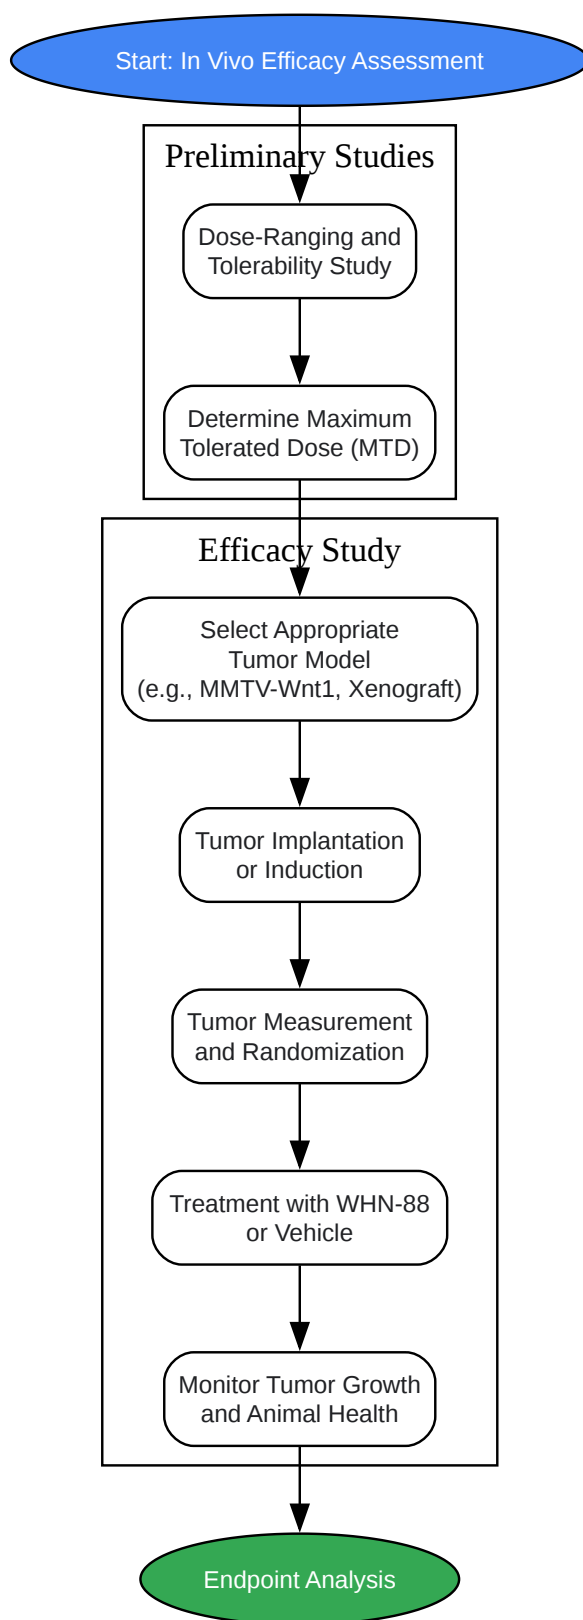 Start: In Vivo Efficacy Assessment
Preliminary Studies
Dose-Ranging and
Tolerability Study
Determine Maximum
Tolerated Dose (MTD)
Efficacy Study
Select Appropriate
Tumor Model
(e.g., MMTV-Wnt1, Xenograft)
Tumor Implantation
or Induction
Tumor Measurement
and Randomization
Treatment with WHN-88
or Vehicle
Monitor Tumor Growth
and Animal Health
Endpoint Analysis